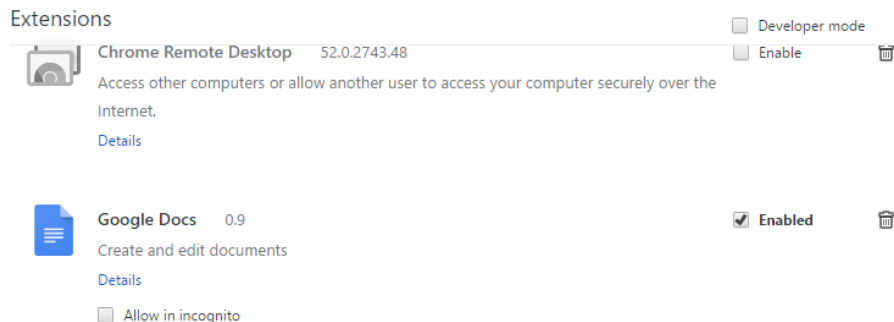 Extensions
Developer mode
Chrome Remote Desktop 52.0.2743.48
Enable
Access other computers or allow another user to access your computer securely over the
Internet.
Details
Google Docs 0.9
Enabled
Create and edit documents
Details
Allow in incognito